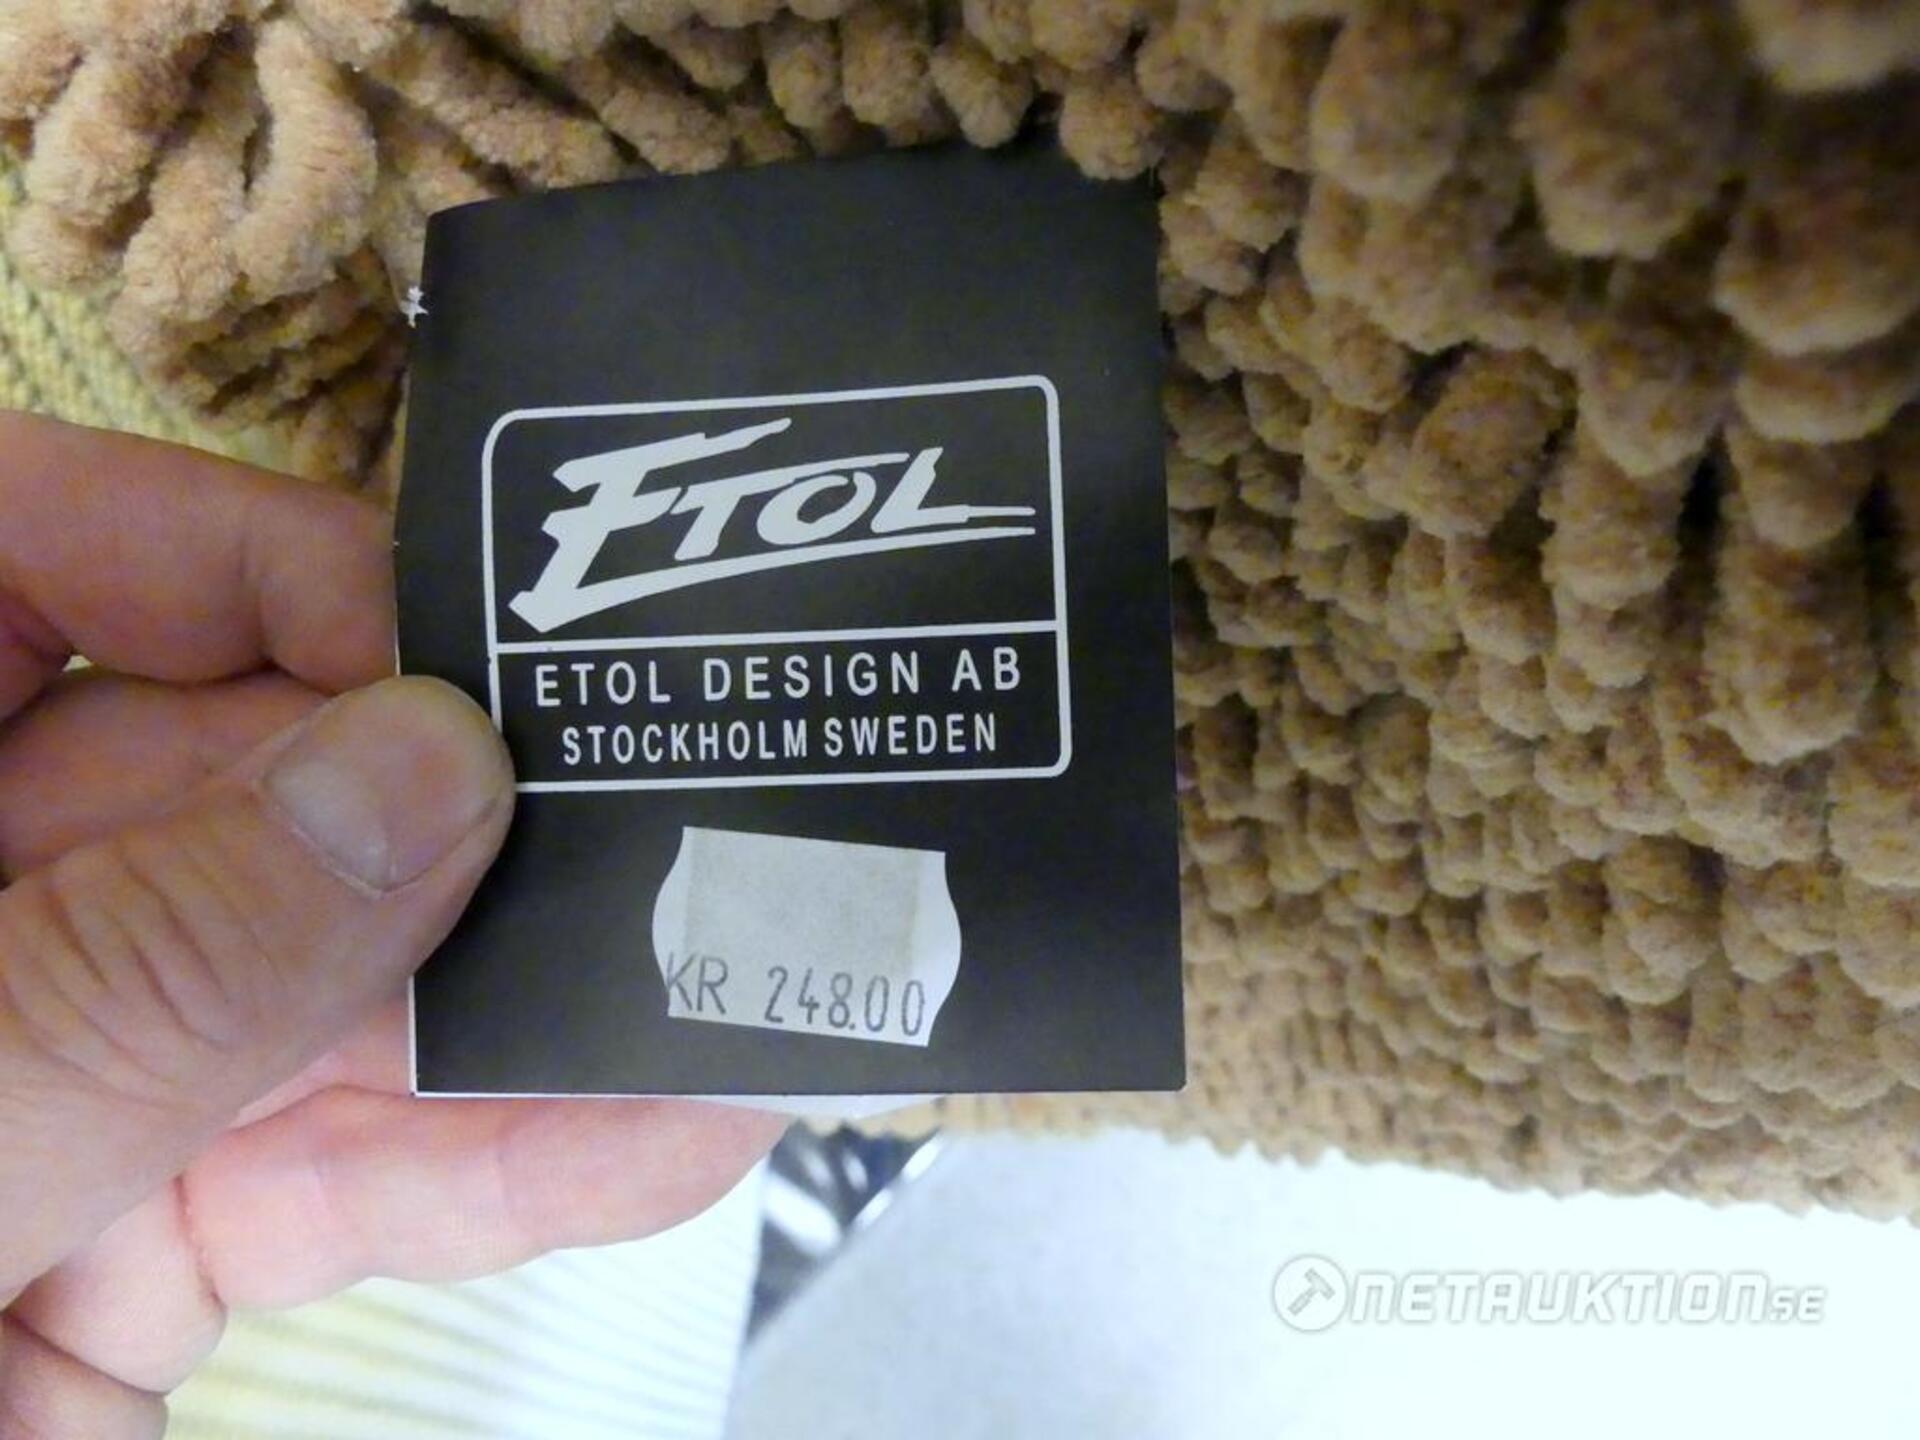 ETOL
ETOL DESIGN AB
STOCKHOLM SWEDEN
KR 248.00
NETAUKTION.SE